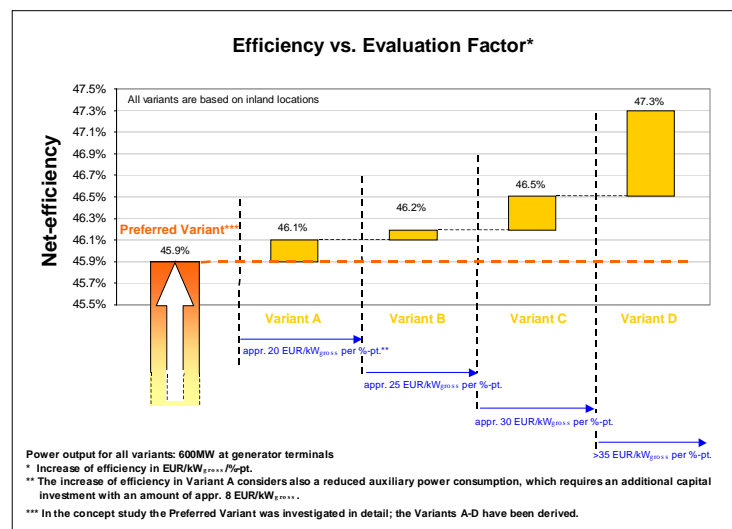 Efficiency vs. Evaluation Factor*
Net-efficiency
47.5%
47.3%
47.1%
46.9%
46.7%
46.5%
46.3%
46.1%
45.9%
45.7%
45.5%
All variants are based on inland locations
Preferred Variant***
45.9%
46.1%
46.2%
46.5%
47.3%
Variant A
Variant B
Variant C
Variant D
appr. 20 EUR/kWgross per %-pt.**
appr. 25 EUR/kWgross per %-pt.
appr. 30 EUR/kWgross per %-pt.
>35 EUR/kWgross per %-pt.
Power output for all variants: 600MW at generator terminals
* Increase of efficiency in EUR/kWgross/%-pt.
** The increase of efficiency in Variant A considers also a reduced auxiliary power consumption, which requires an additional capital
investment with an amount of appr. 8 EUR/kWgross.
*** In the concept study the Preferred Variant was investigated in detail; the Variants A-D have been derived.